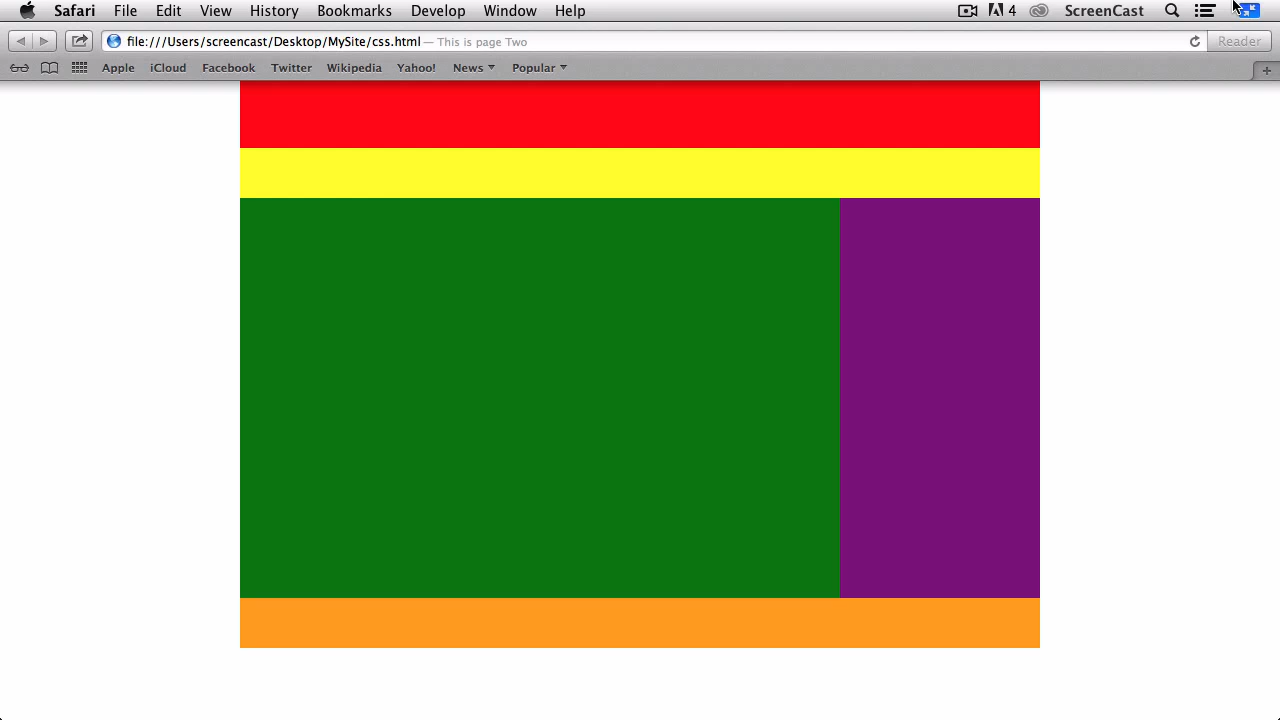 Safari File Edit View History Bookmarks Develop Window Help 4 ScreenCast
file:///Users/screencast/Desktop/MySite/css.html — This is page Two Reader
Apple iCloud Facebook Twitter Wikipedia Yahoo! News Popular +